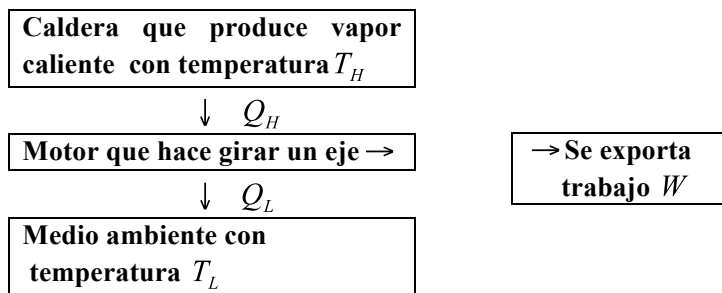 Caldera que produce vapor
caliente con temperatura T_H
↓ Q_H
Motor que hace girar un eje →
→ Se exporta
trabajo W
↓ Q_L
Medio ambiente con
temperatura T_L